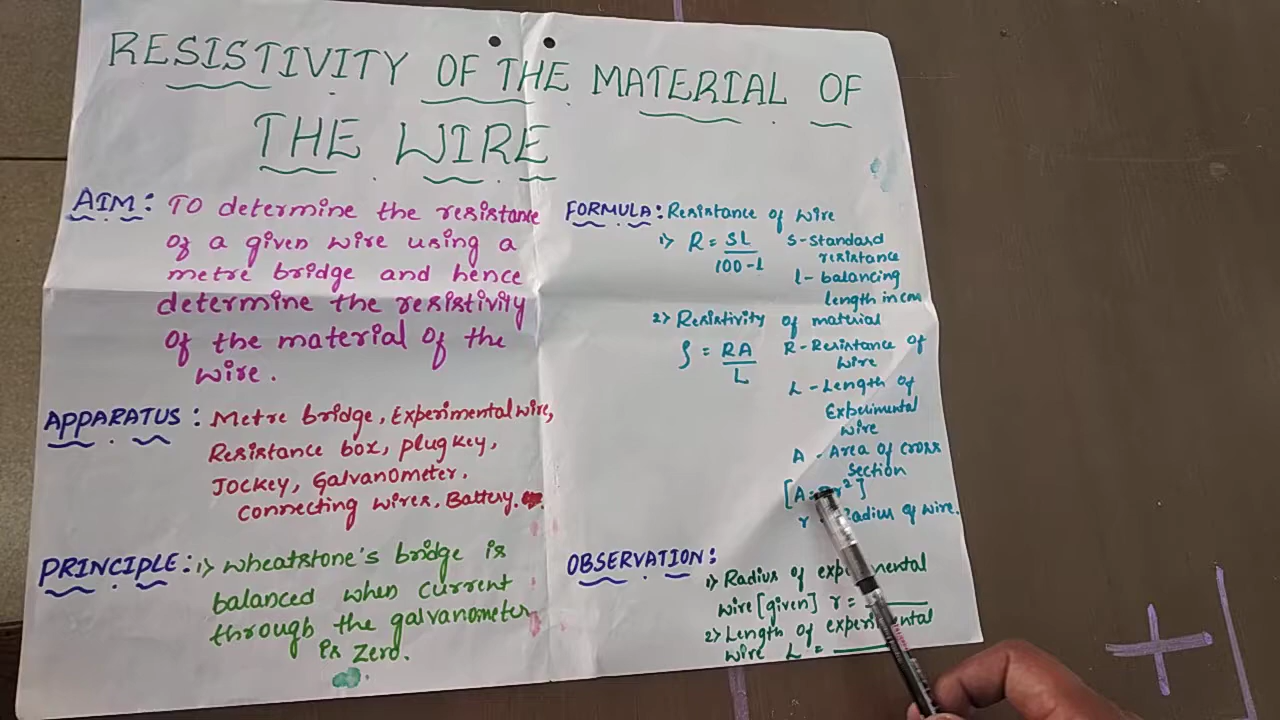 RESISTIVITY OF THE MATERIAL OF
THE WIRE
AIM: TO determine the resistance
of a given wire using a
metre bridge and hence
determine the resistivity
of the material of the
wire.
APPARATUS: Metre bridge, Experimental wire,
Resistance box, plug key,
Jockey, Galvanometer.
connecting wires, Battery.
PRINCIPLE: 1) Wheatstone's bridge is
balanced when current
through the galvanometer
is zero.
FORMULA: Resistance of wire
1) R = Sl / 100-l
S-Standard
resistance
l- balancing
length in cm
2) Resistivity of material
ρ = RA / L
R-Resistance of
wire
L-Length of
Experimental
wire
A - Area of cross
section
[A= r²]
r Radius of wire.
OBSERVATION:
1) Radius of experimental
wire [given] r = ____
2) Length of experimental
wire L = ____